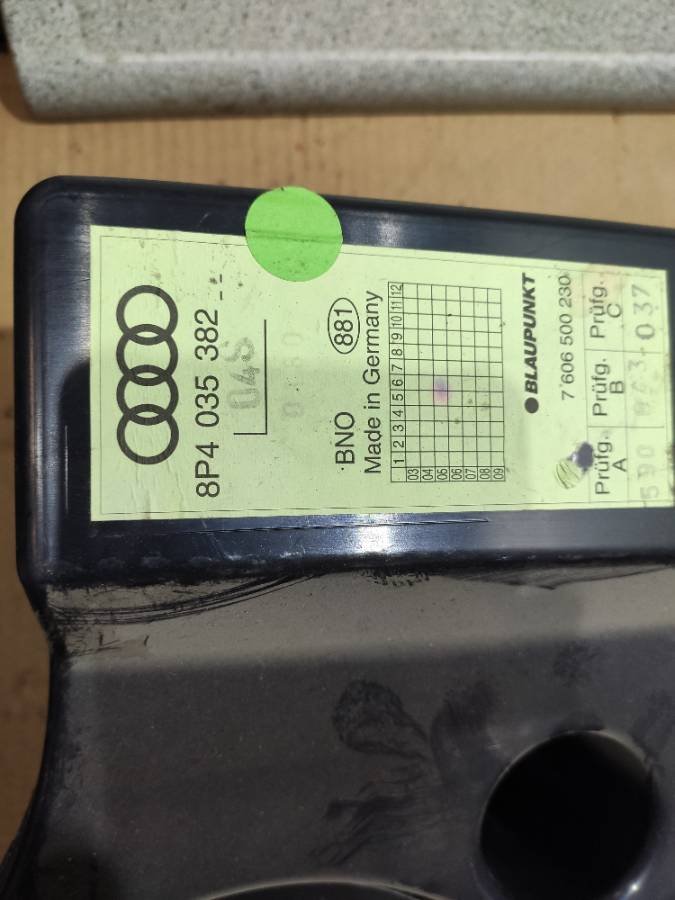 8P4 035 382
04S
·BNO 881
Made in Germany
1 2 3 4 5 6 7 8 9 10 11 12
03
04
05
06
07
08
09
BLAUPUNKT
7 606 500 230
Prüfg. Prüfg. Prüfg.
A B C
590 037